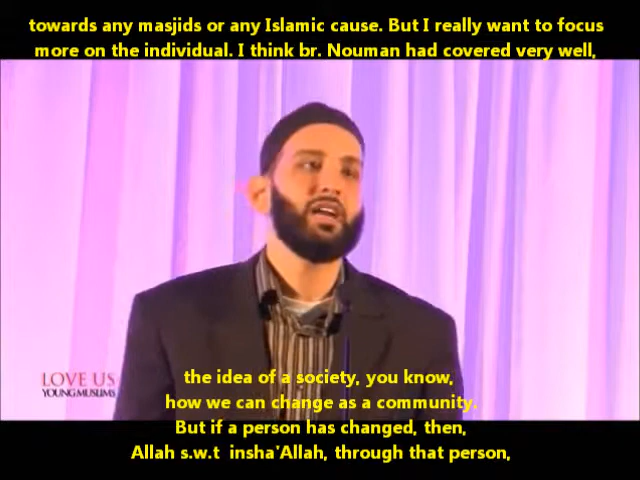 towards any masjids or any Islamic cause. But I really want to focus
more on the individual. I think br. Nouman had covered very well,
LOVE US
YOUNG MUSLIMS
the idea of a society, you know,
how we can change as a community.
But if a person has changed, then,
Allah s.w.t insha'Allah, through that person,